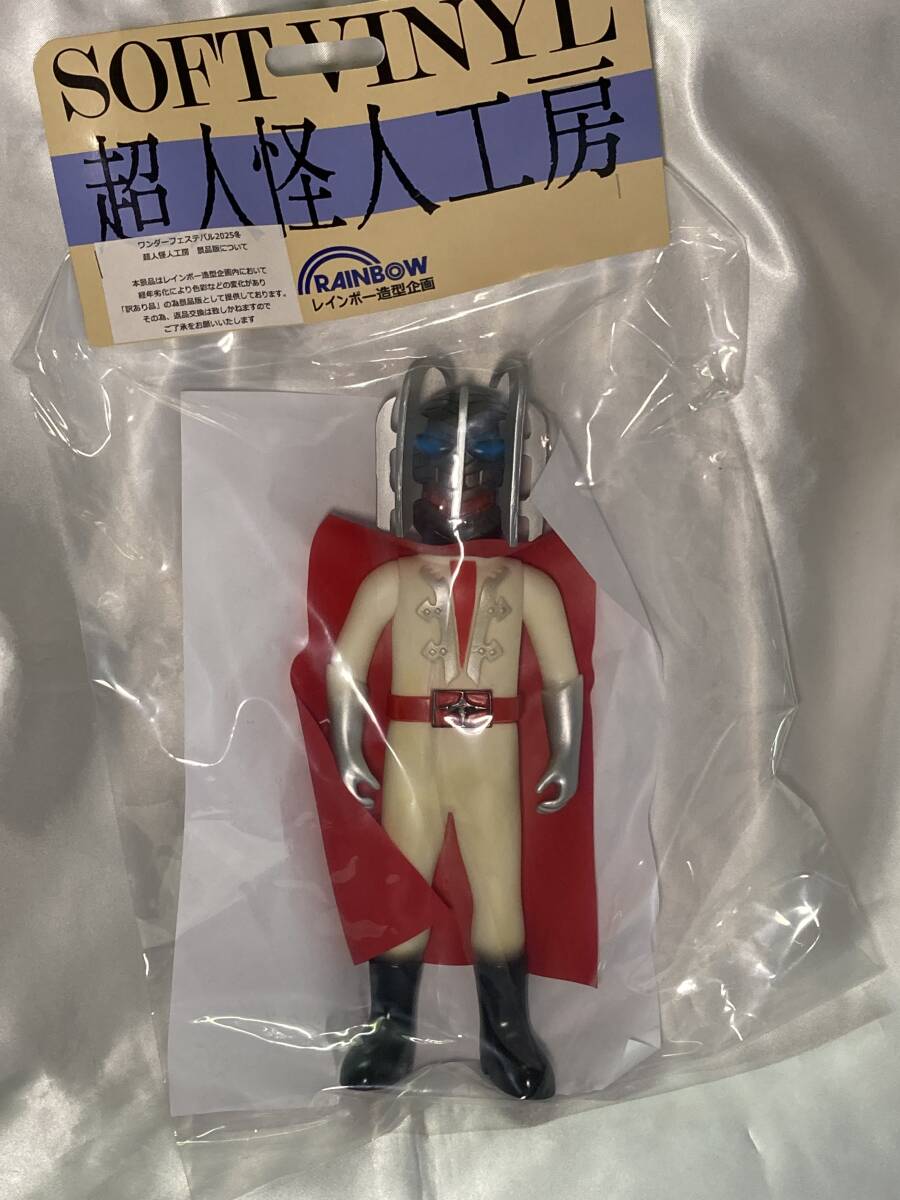 SOFT VINYL
超人怪人工房
ワンダーフェステバル2025冬
超人怪人工房　景品版について
本景品はレインボー造型企画内において
経年劣化により色彩などの変化があり
「訳あり品」の為景品版として提供しております。
その為、返品交換は致しかねますので
ご了承をお願いいたします
RAINBOW
レインボー造型企画